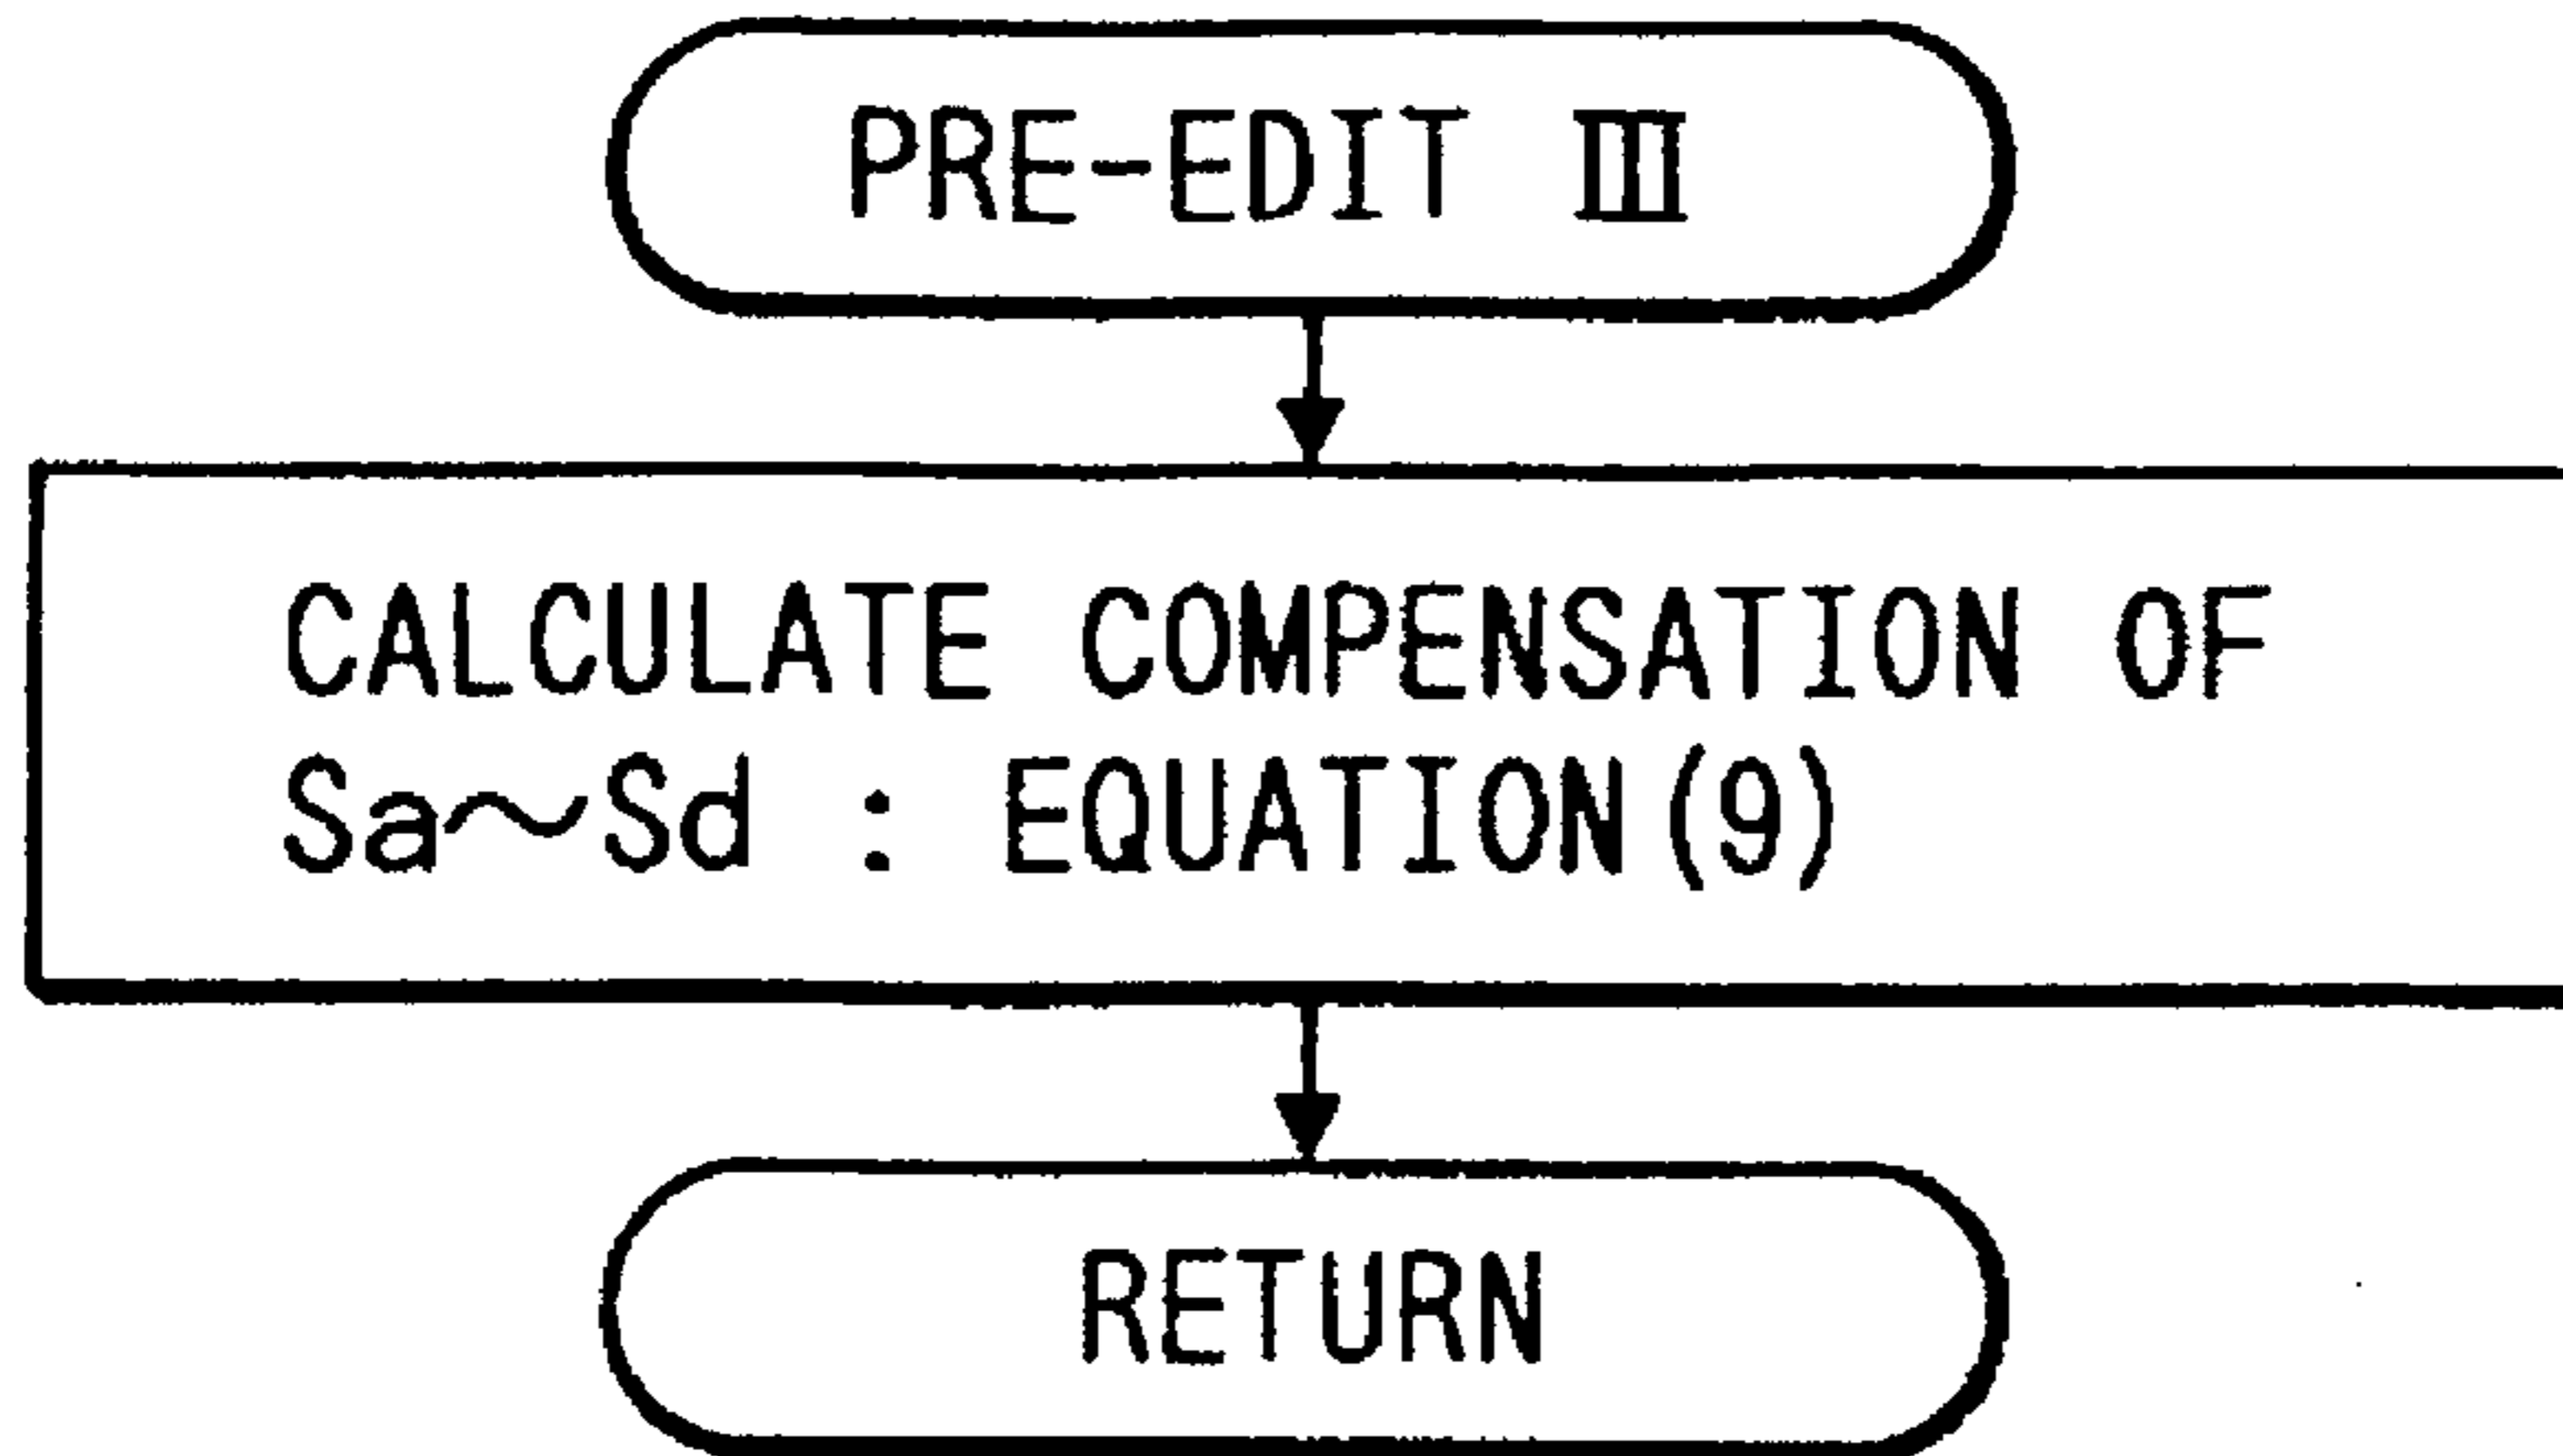 PRE-EDIT Ⅲ
CALCULATE COMPENSATION OF
Sa～Sd : EQUATION(9)
RETURN